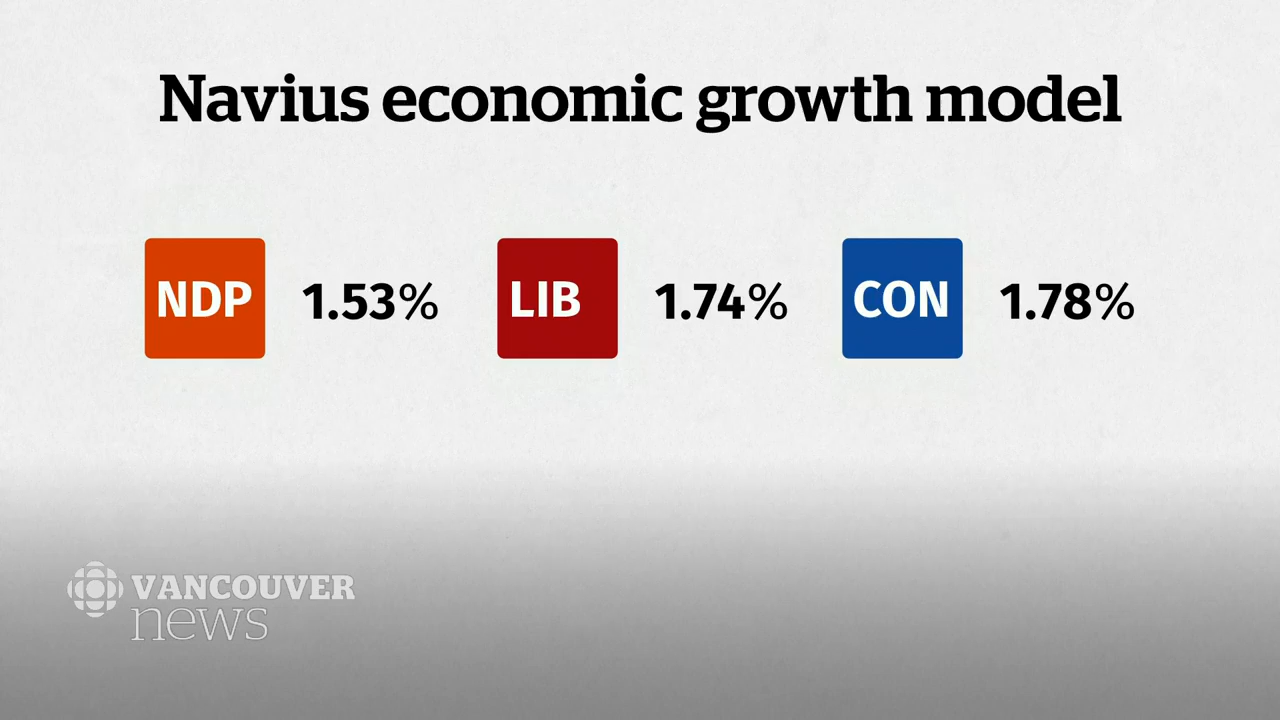 Navius economic growth model
NDP 1.53% LIB 1.74% CON 1.78%
VANCOUVER
news